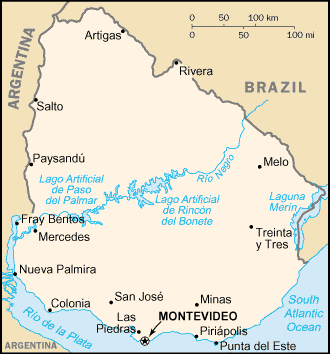 0 50 100 km
0 50 100 mi
ARGENTINA
Artigas
Rivera
BRAZIL
Salto
Paysandú
Lago Artificial
de Paso
del Palmar
Río Negro
Melo
Lago Artificial
de Rincón
del Bonete
Laguna
Merín
Fray Bentos
Mercedes
Treinta
y Tres
Nueva Palmira
Colonia
San José
Minas
South
Atlantic
Ocean
Las
Piedras
MONTEVIDEO
Piriápolis
Punta del Este
Río de la Plata
ARGENTINA